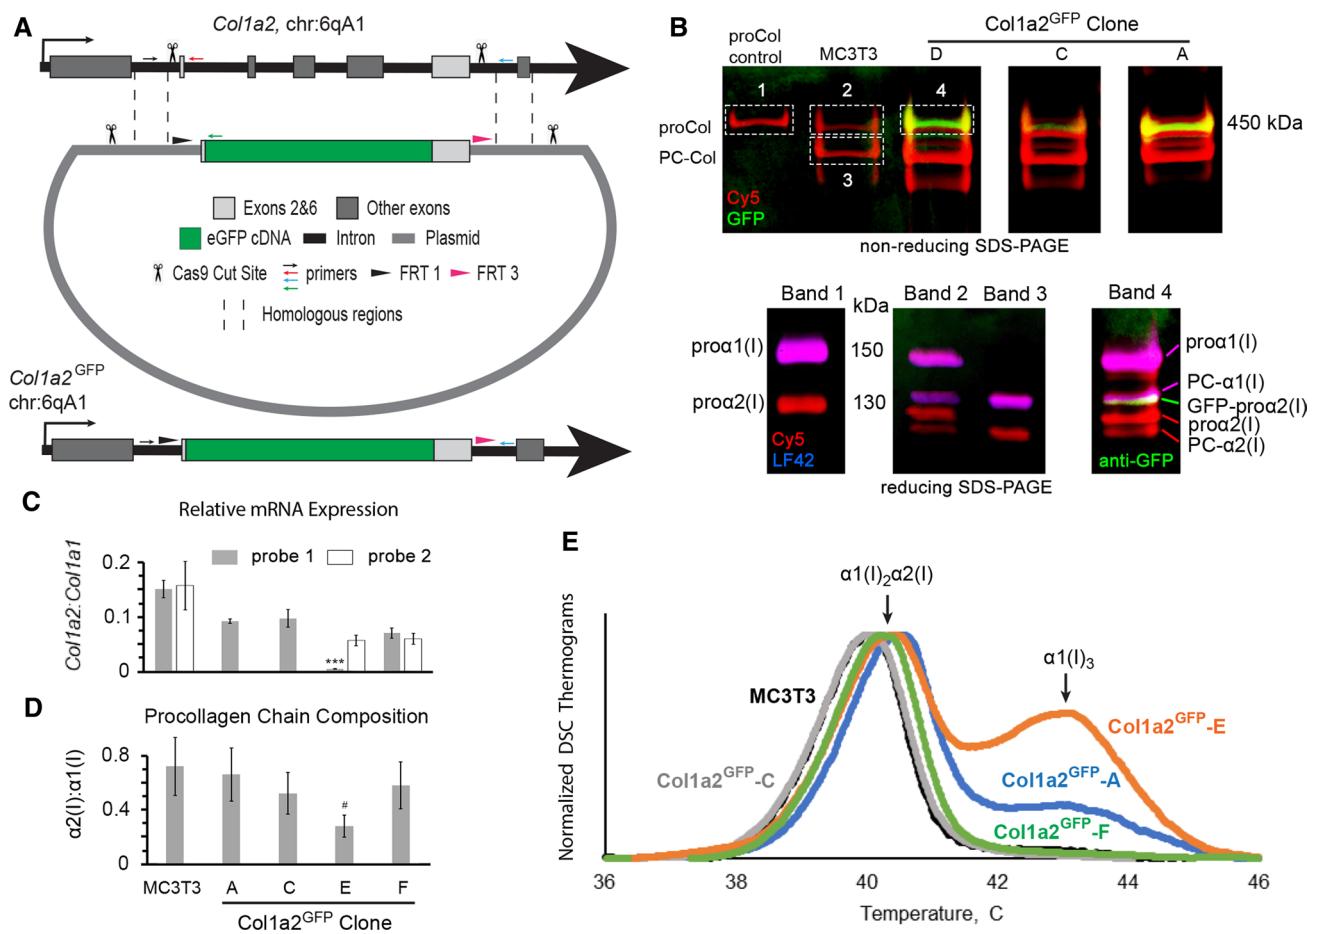 A
Col1a2, chr:6qA1
Exons 2&6
Other exons
eGFP cDNA
Intron
Plasmid
Cas9 Cut Site
primers
FRT 1
FRT 3
Homologous regions
Col1a2GFP
chr:6qA1
B
Col1a2GFP Clone
proCol
control
MC3T3
D
C
A
1
2
4
3
proCol
PC-Col
450 kDa
Cy5
GFP
non-reducing SDS-PAGE
Band 1
kDa
Band 2
Band 3
Band 4
proα1(I)
150
proα2(I)
130
Cy5
LF42
anti-GFP
proα1(I)
PC-α1(I)
GFP-proα2(I)
proα2(I)
PC-α2(I)
reducing SDS-PAGE
C
Relative mRNA Expression
probe 1
probe 2
Col1a2:Col1a1
0.2
0.1
0
***
D
Procollagen Chain Composition
α2(I):α1(I)
0.8
0.4
0
#
MC3T3
A
C
E
F
Col1a2GFP Clone
E
α1(I)2α2(I)
α1(I)3
MC3T3
Col1a2GFP-E
Col1a2GFP-C
Col1a2GFP-A
Col1a2GFP-F
Normalized DSC Thermograms
36
38
40
42
44
46
Temperature, C